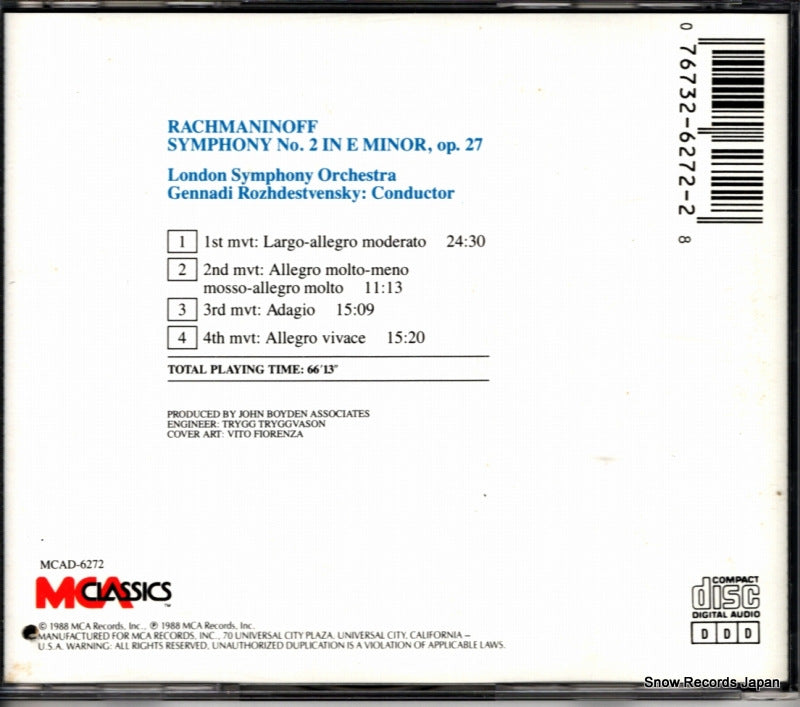 RACHMANINOFF
SYMPHONY No. 2 IN E MINOR, op. 27
London Symphony Orchestra
Gennadi Rozhdestvensky: Conductor
1 1st mvt: Largo-allegro moderato 24:30
2 2nd mvt: Allegro molto-meno
mosso-allegro molto 11:13
3 3rd mvt: Adagio 15:09
4 4th mvt: Allegro vivace 15:20
TOTAL PLAYING TIME: 66'13"
PRODUCED BY JOHN BOYDEN ASSOCIATES
ENGINEER: TRYGG TRYGGVASON
COVER ART: VITO FIORENZA
0 76732-6272-2 8
MCAD-6272
MCA CLASSICS™
© 1988 MCA Records, Inc., ℗ 1988 MCA Records, Inc.
MANUFACTURED FOR MCA RECORDS, INC., 70 UNIVERSAL CITY PLAZA, UNIVERSAL CITY, CALIFORNIA –
U.S.A. WARNING: ALL RIGHTS RESERVED. UNAUTHORIZED DUPLICATION IS A VIOLATION OF APPLICABLE LAWS.
COMPACT
disc
DIGITAL AUDIO
D D D
Snow Records Japan